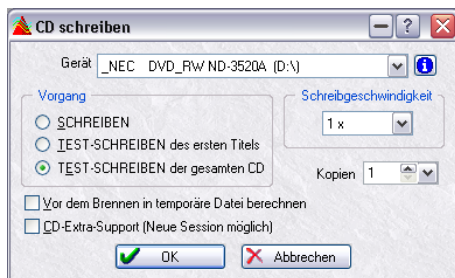 CD schreiben
Gerät _NEC DVD_RW ND-3520A (D:\)
Vorgang
SCHREIBEN
TEST-SCHREIBEN des ersten Titels
TEST-SCHREIBEN der gesamten CD
Schreibgeschwindigkeit
1 x
Kopien 1
Vor dem Brennen in temporäre Datei berechnen
CD-Extra-Support (Neue Session möglich)
OK
Abbrechen